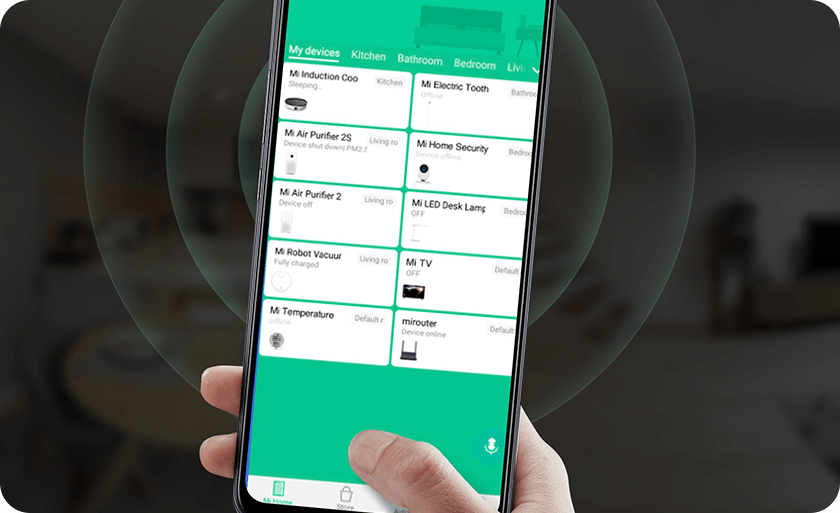 My devices Kitchen Bathroom Bedroom Livi
Mi Induction Coo Kitchen
Sleeping...
Mi Electric Tooth Bathroo
Offline
Mi Air Purifier 2S Living ro
Device shut down| PM2.5
Mi Home Security Bedroo
Device offline
Mi Air Purifier 2 Living ro
Device off
Mi LED Desk Lamp Bedroo
OFF
Mi Robot Vacuur Living ro
Fully charged
Mi TV Default
OFF
Mi Temperature Default r
Offline
mirouter Default
Device online
Mi Home Store